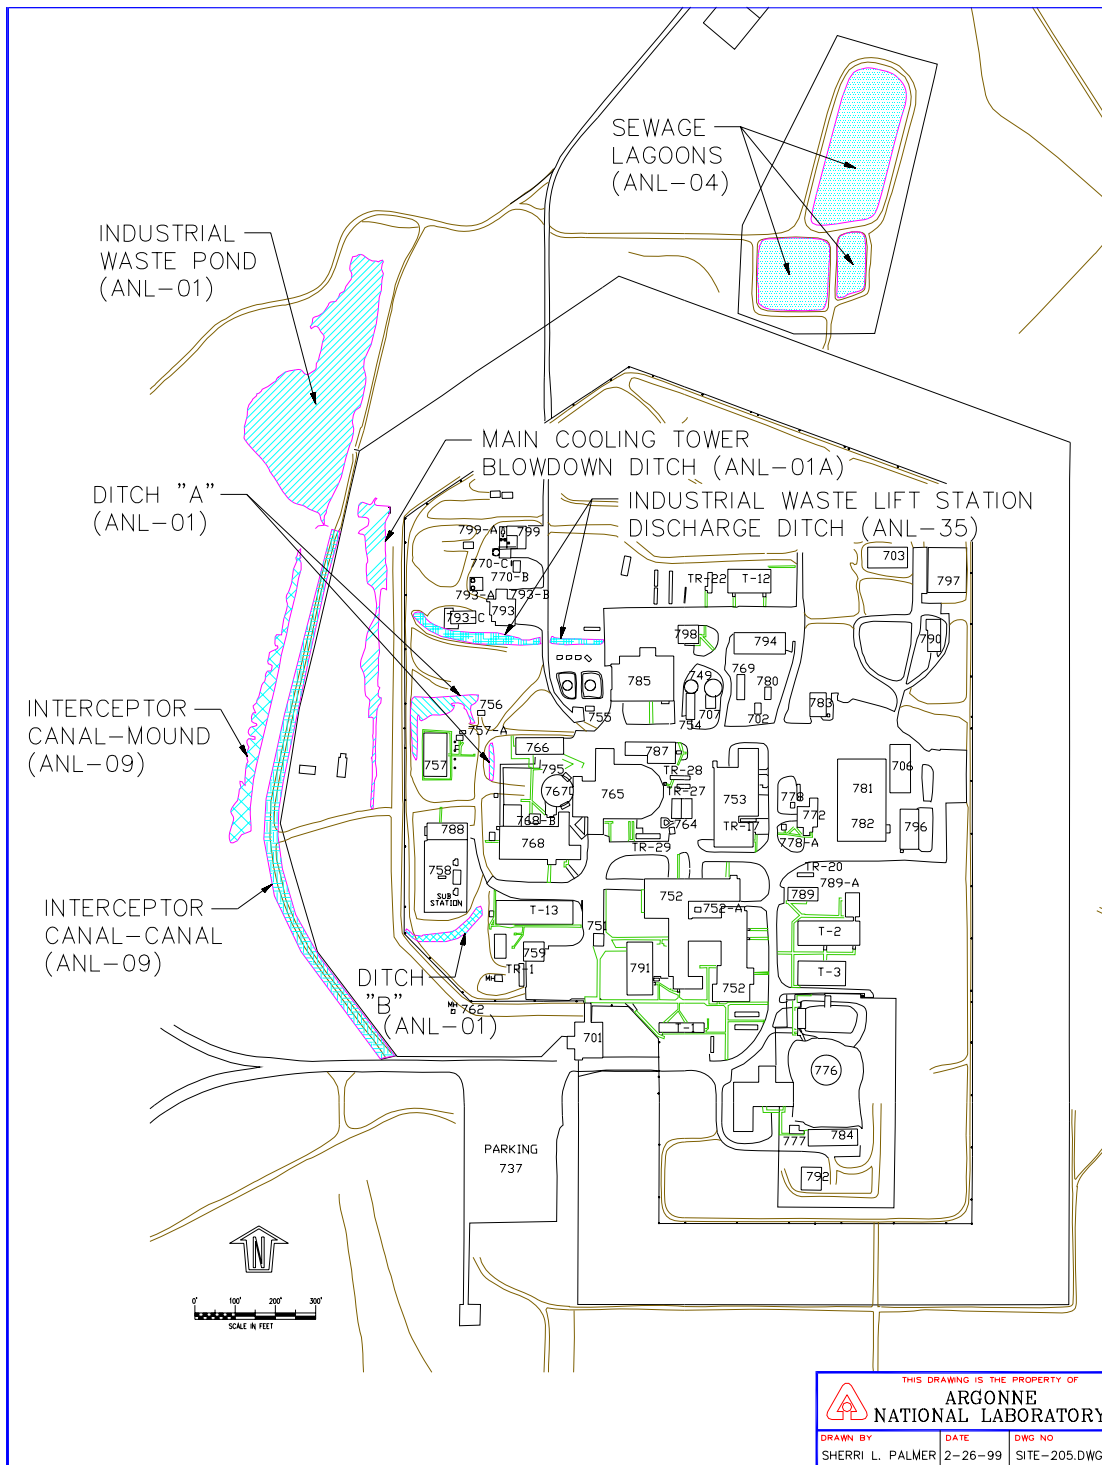 SEWAGE
LAGOONS
(ANL-04)
INDUSTRIAL
WASTE POND
(ANL-01)
MAIN COOLING TOWER
BLOWDOWN DITCH (ANL-01A)
DITCH "A"
(ANL-01)
INDUSTRIAL WASTE LIFT STATION
DISCHARGE DITCH (ANL-35)
799-A
799
703
770-C
770-B
TR-22
T-12
797
793-A
793-B
793
793-C
798
794
790
785
749
769
780
783
756
755
754
707
702
INTERCEPTOR
CANAL-MOUND
(ANL-09)
757-A
757
766
787
795
TR-28
706
767
765
TR-27
753
778
781
772
768-B
764
TR-17
782
796
788
768
TR-29
778-A
758
TR-20
789-A
SUB
STATION
752
789
INTERCEPTOR
CANAL-CANAL
(ANL-09)
T-13
752-A
751
T-2
759
791
TR-1
T-3
DITCH
"B"
(ANL-01)
MH
752
MH
762
701
T-1
776
PARKING
737
777
784
792
N
0'
100'
200'
300'
SCALE IN FEET
THIS DRAWING IS THE PROPERTY OF
ARGONNE
NATIONAL LABORATORY
DRAWN BY
DATE
DWG NO
SHERRI L. PALMER
2-26-99
SITE-205.DWG